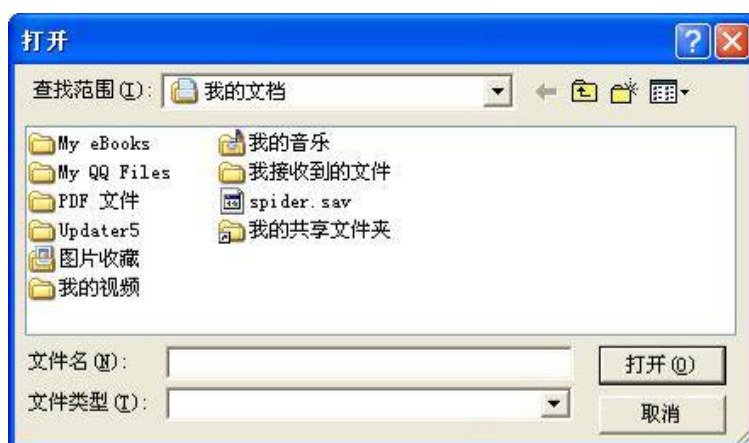 打开
查找范围(I): 我的文档
My eBooks
My QQ Files
PDF 文件
Updater5
图片收藏
我的视频
我的音乐
我接收到的文件
spider.sav
我的共享文件夹
文件名(N):
打开(O)
文件类型(T):
取消